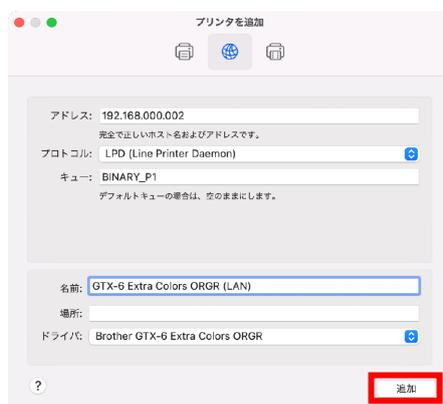 プリンタを追加
アドレス: 192.168.000.002
完全で正しいホスト名およびアドレスです。
プロトコル: LPD (Line Printer Daemon)
キュー: BINARY_P1
デフォルトキューの場合は、空のままにします。
名前: GTX-6 Extra Colors ORGR (LAN)
場所:
ドライバ: Brother GTX-6 Extra Colors ORGR
? 追加